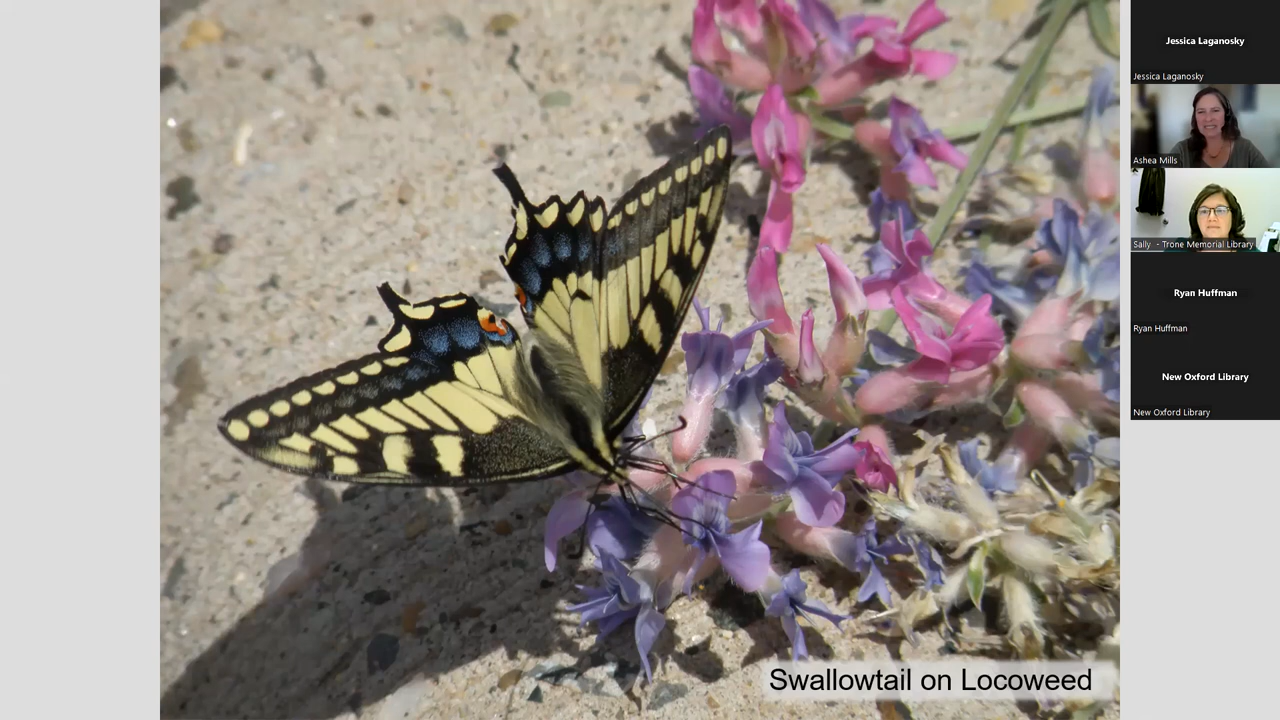 Swallowtail on Locoweed
Jessica Laganosky
Jessica Laganosky
Ashea Mills
Sally - Trone Memorial Library
Ryan Huffman
Ryan Huffman
New Oxford Library
New Oxford Library